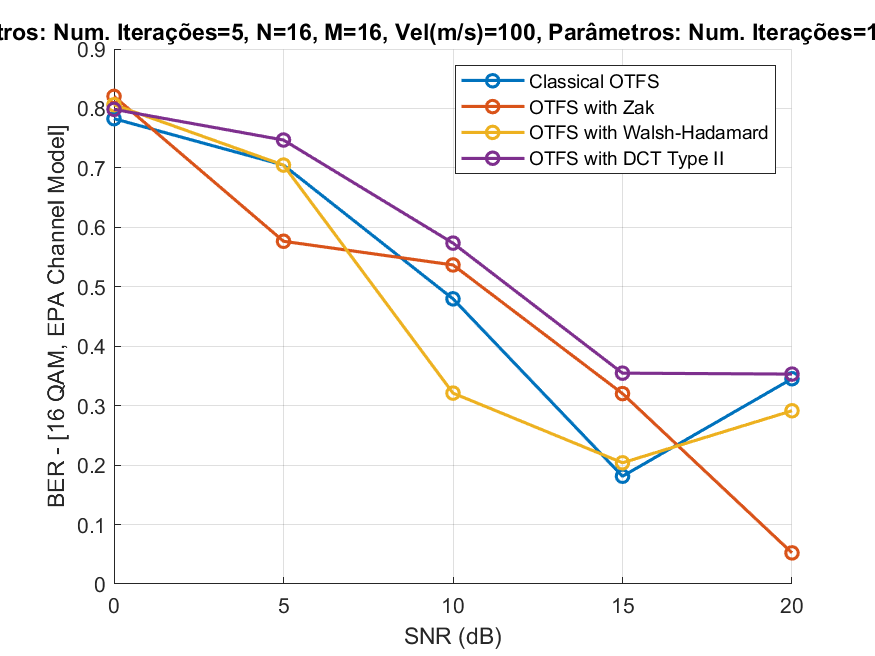 tros: Num. Iterações=5, N=16, M=16, Vel(m/s)=100, Parâmetros: Num. Iterações=1
Classical OTFS
OTFS with Zak
OTFS with Walsh-Hadamard
OTFS with DCT Type II
BER - [16 QAM, EPA Channel Model]
0.9
0.8
0.7
0.6
0.5
0.4
0.3
0.2
0.1
0
0 5 10 15 20
SNR (dB)